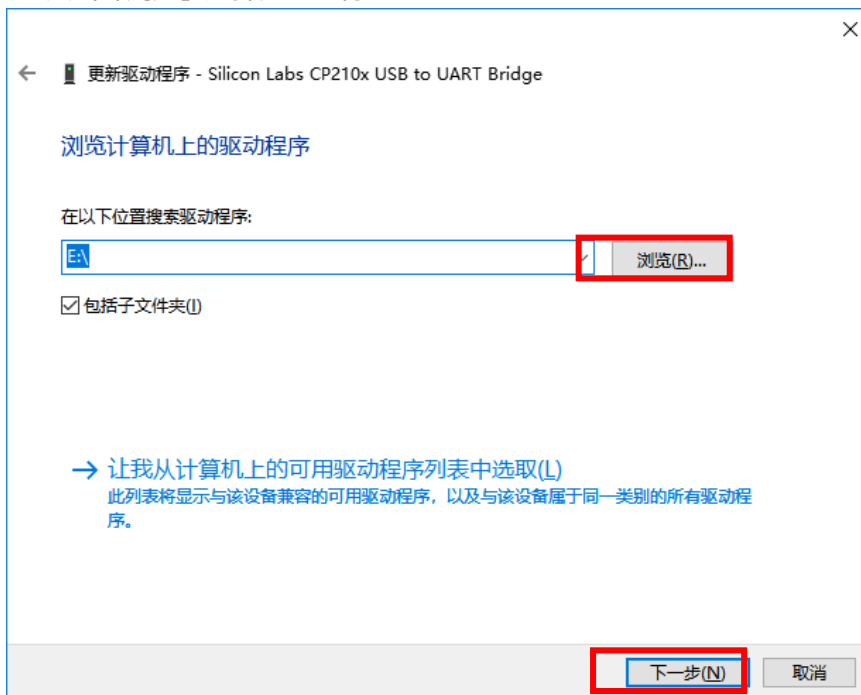 更新驱动程序 - Silicon Labs CP210x USB to UART Bridge
浏览计算机上的驱动程序
在以下位置搜索驱动程序:
E:\
浏览(R)...
包括子文件夹(I)
让我从计算机上的可用驱动程序列表中选取(L)
此列表将显示与该设备兼容的可用驱动程序，以及与该设备属于同一类别的所有驱动程
序。
下一步(N)
取消